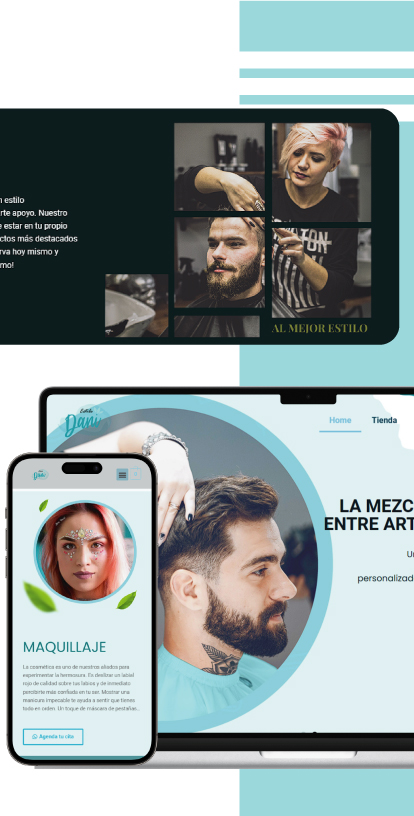 n estilo
rte apoyo. Nuestro
e estar en tu propio
ctos más destacados
rva hoy mismo y
mo!
AL MEJOR ESTILO
Estilo
Dany
Home Tienda
LA MEZC
ENTRE ART
Un
personalizad
MAQUILLAJE
La cosmética es uno de nuestros aliados para
experimentar la hermosura. Es deslizar un labial
rojo de calidad sobre tus labios y de inmediato
percibirte más confiada en tu ser. Mostrar una
manicura impecable te ayuda a sentir que tienes
todo en orden. Un toque de máscara de pestañas,
Agenda tu cita